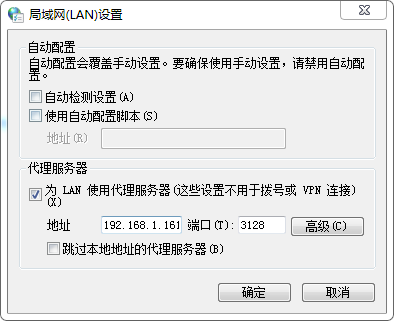 局域网(LAN)设置
自动配置
自动配置会覆盖手动设置。要确保使用手动设置，请禁用自动配
置。
自动检测设置(A)
使用自动配置脚本(S)
地址(R)
代理服务器
为 LAN 使用代理服务器(这些设置不用于拨号或 VPN 连接)
(X)
地址 192.168.1.161 端口(T): 3128 高级(C)
跳过本地地址的代理服务器(B)
确定 取消